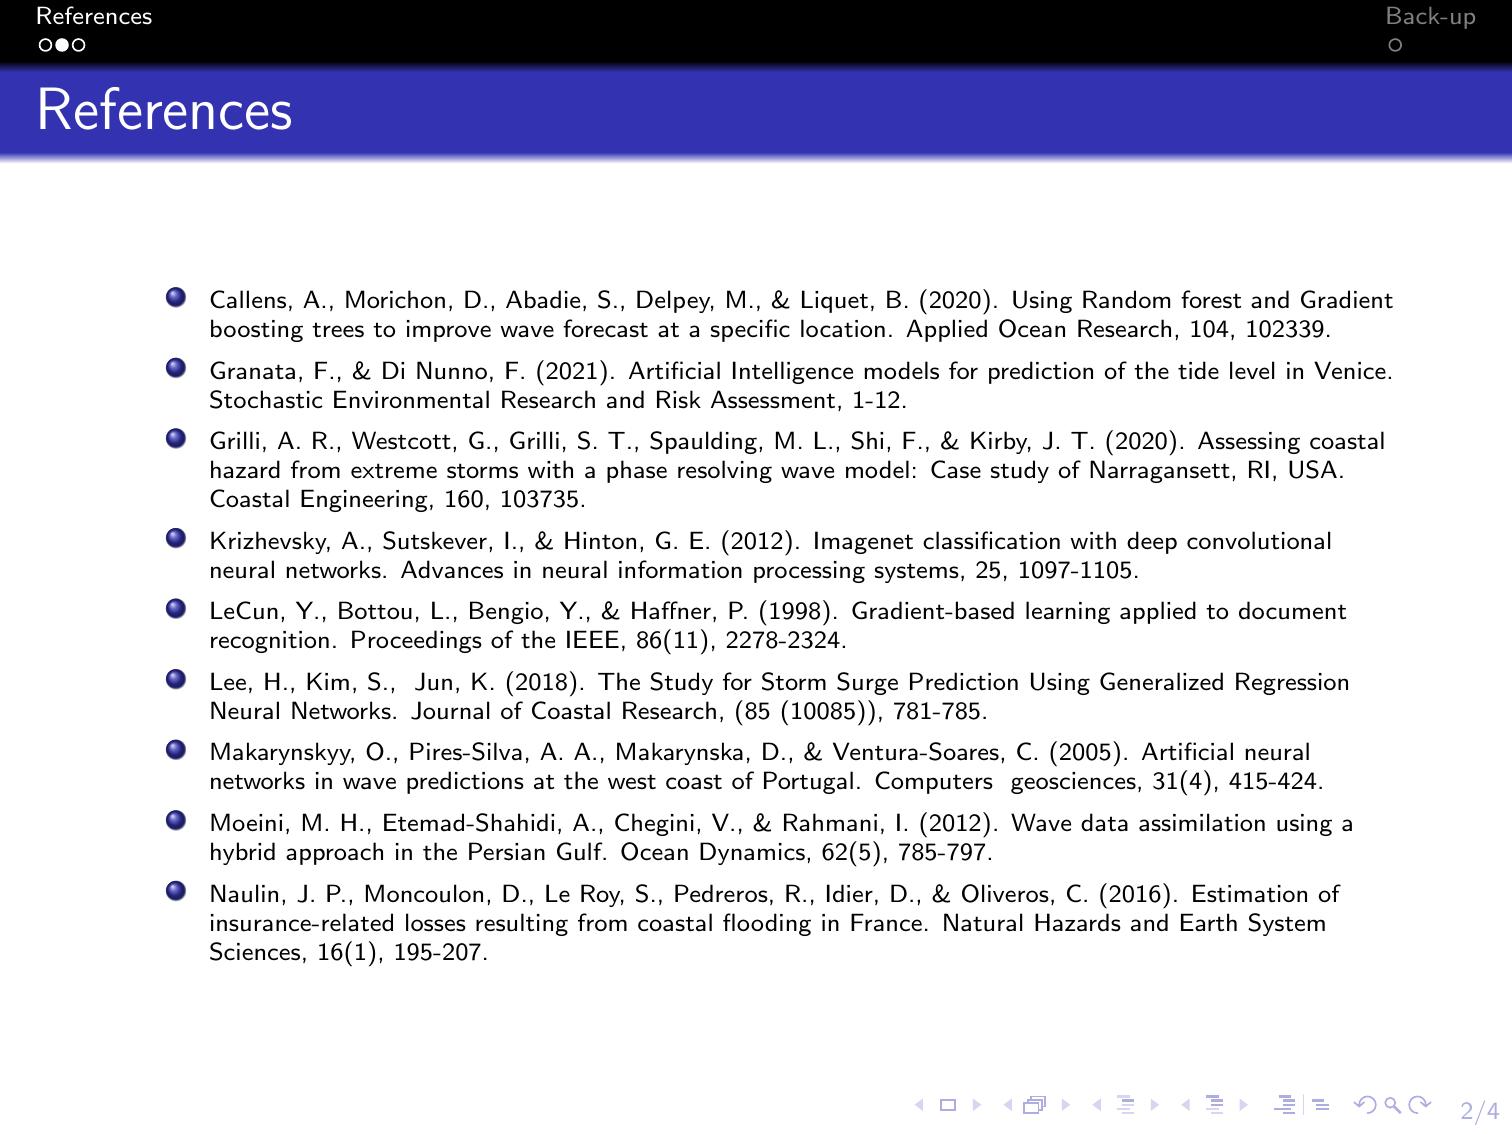 References
Back-up
References
Callens, A., Morichon, D., Abadie, S., Delpey, M., & Liquet, B. (2020). Using Random forest and Gradient
boosting trees to improve wave forecast at a specific location. Applied Ocean Research, 104, 102339.
Granata, F., & Di Nunno, F. (2021). Artificial Intelligence models for prediction of the tide level in Venice.
Stochastic Environmental Research and Risk Assessment, 1-12.
Grilli, A. R., Westcott, G., Grilli, S. T., Spaulding, M. L., Shi, F., & Kirby, J. T. (2020). Assessing coastal
hazard from extreme storms with a phase resolving wave model: Case study of Narragansett, RI, USA.
Coastal Engineering, 160, 103735.
Krizhevsky, A., Sutskever, I., & Hinton, G. E. (2012). Imagenet classification with deep convolutional
neural networks. Advances in neural information processing systems, 25, 1097-1105.
LeCun, Y., Bottou, L., Bengio, Y., & Haffner, P. (1998). Gradient-based learning applied to document
recognition. Proceedings of the IEEE, 86(11), 2278-2324.
Lee, H., Kim, S., Jun, K. (2018). The Study for Storm Surge Prediction Using Generalized Regression
Neural Networks. Journal of Coastal Research, (85 (10085)), 781-785.
Makarynskyy, O., Pires-Silva, A. A., Makarynska, D., & Ventura-Soares, C. (2005). Artificial neural
networks in wave predictions at the west coast of Portugal. Computers geosciences, 31(4), 415-424.
Moeini, M. H., Etemad-Shahidi, A., Chegini, V., & Rahmani, I. (2012). Wave data assimilation using a
hybrid approach in the Persian Gulf. Ocean Dynamics, 62(5), 785-797.
Naulin, J. P., Moncoulon, D., Le Roy, S., Pedreros, R., Idier, D., & Oliveros, C. (2016). Estimation of
insurance-related losses resulting from coastal flooding in France. Natural Hazards and Earth System
Sciences, 16(1), 195-207.
2/4